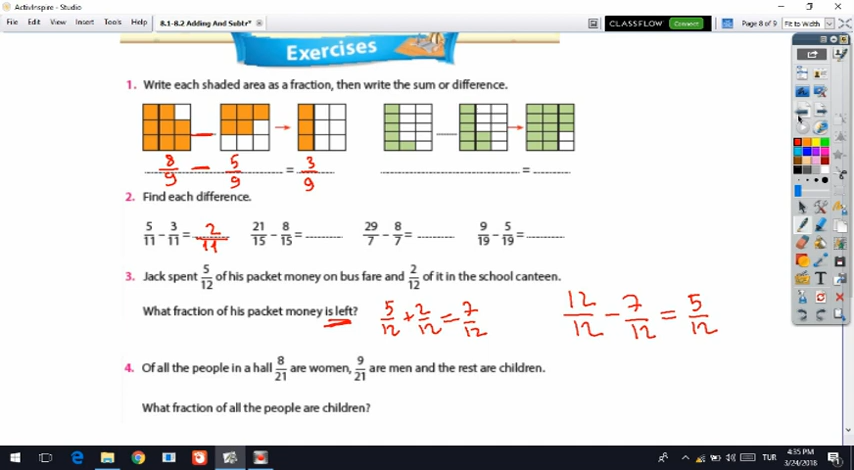 ActivInspire - Studio
File Edit View Insert Tools Help 8.1-8.2 Adding And Subtr* CLASSFLOW Connect Page 8 of 9 Fit to Width
Exercises
1. Write each shaded area as a fraction, then write the sum or difference.
8/9 - 5/9 = 3/9 ........ = ........
2. Find each difference.
5/11 - 3/11 = 2/11 21/15 - 8/15 = ........ 29/7 - 8/7 = ........ 9/19 - 5/19 = ........
3. Jack spent 5/12 of his packet money on bus fare and 2/12 of it in the school canteen.
What fraction of his packet money is left? 5/12 + 2/12 = 7/12 12/12 - 7/12 = 5/12
4. Of all the people in a hall 8/21 are women, 9/21 are men and the rest are children.
What fraction of all the people are children?
TUR
4:35 PM
3/24/2018